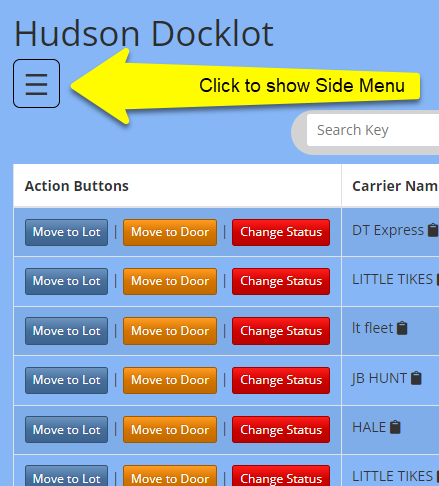 Hudson Docklot
Click to show Side Menu
Search Key
Action Buttons Carrier Nam
Move to Lot | Move to Door | Change Status DT Express
Move to Lot | Move to Door | Change Status LITTLE TIKES
Move to Lot | Move to Door | Change Status lt fleet
Move to Lot | Move to Door | Change Status JB HUNT
Move to Lot | Move to Door | Change Status HALE
Move to Lot | Move to Door | Change Status LITTLE TIKES